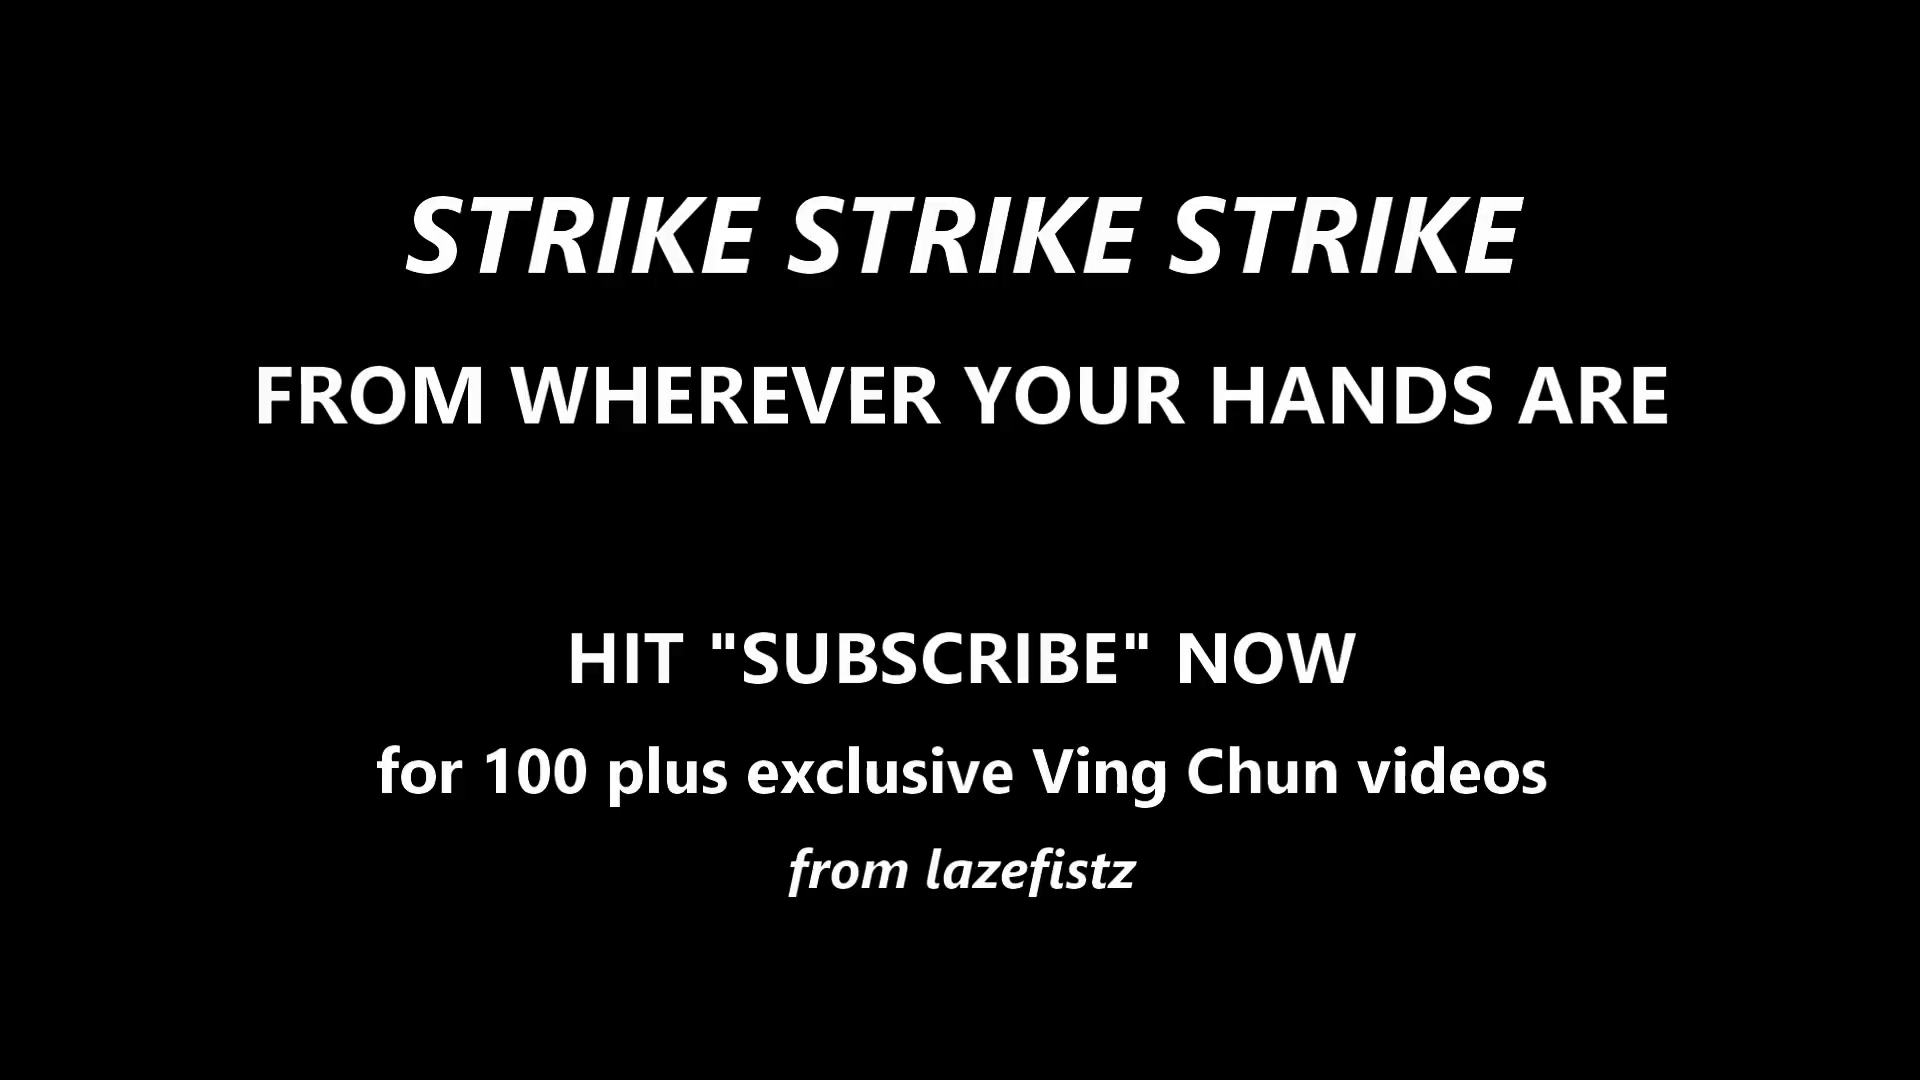 STRIKE STRIKE STRIKE
FROM WHEREVER YOUR HANDS ARE
HIT "SUBSCRIBE" NOW
for 100 plus exclusive Ving Chun videos
from lazefistz